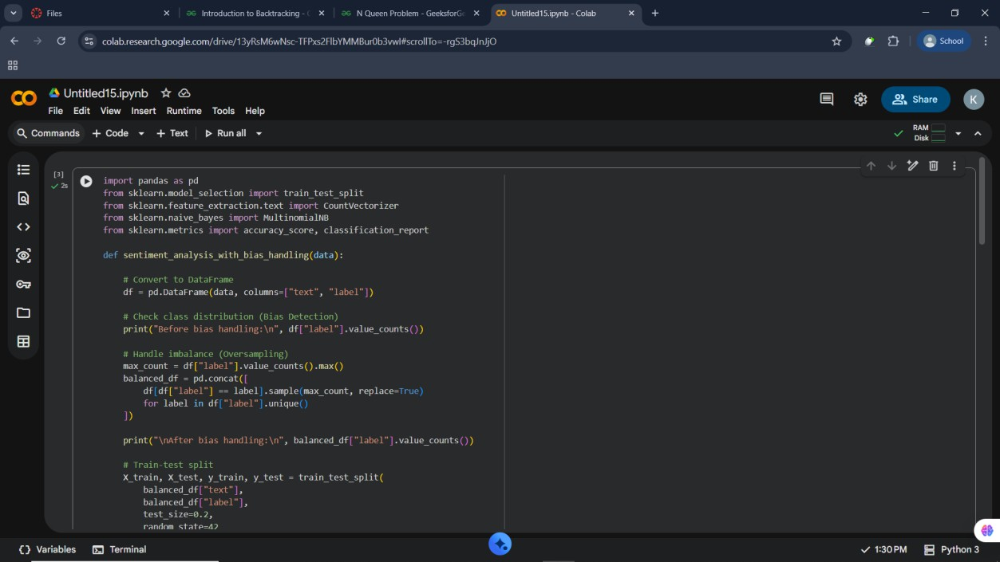 Files
Introduction to Backtracking - G
N Queen Problem - GeeksforGe
Untitled15.ipynb - Colab
colab.research.google.com/drive/13yRsM6wNsc-TFPxs2FlbYMMBur0b3vwI#scrollTo=-rgS3bqJnJjO
School
Untitled15.ipynb
File Edit View Insert Runtime Tools Help
Share
K
Commands + Code + Text Run all
RAM
Disk
[3]
2s
import pandas as pd
from sklearn.model_selection import train_test_split
from sklearn.feature_extraction.text import CountVectorizer
from sklearn.naive_bayes import MultinomialNB
from sklearn.metrics import accuracy_score, classification_report
def sentiment_analysis_with_bias_handling(data):
# Convert to DataFrame
df = pd.DataFrame(data, columns=["text", "label"])
# Check class distribution (Bias Detection)
print("Before bias handling:\n", df["label"].value_counts())
# Handle imbalance (Oversampling)
max_count = df["label"].value_counts().max()
balanced_df = pd.concat([
df[df["label"] == label].sample(max_count, replace=True)
for label in df["label"].unique()
])
print("\nAfter bias handling:\n", balanced_df["label"].value_counts())
# Train-test split
X_train, X_test, y_train, y_test = train_test_split(
balanced_df["text"],
balanced_df["label"],
test_size=0.2,
random_state=42
Variables Terminal
1:30 PM Python 3